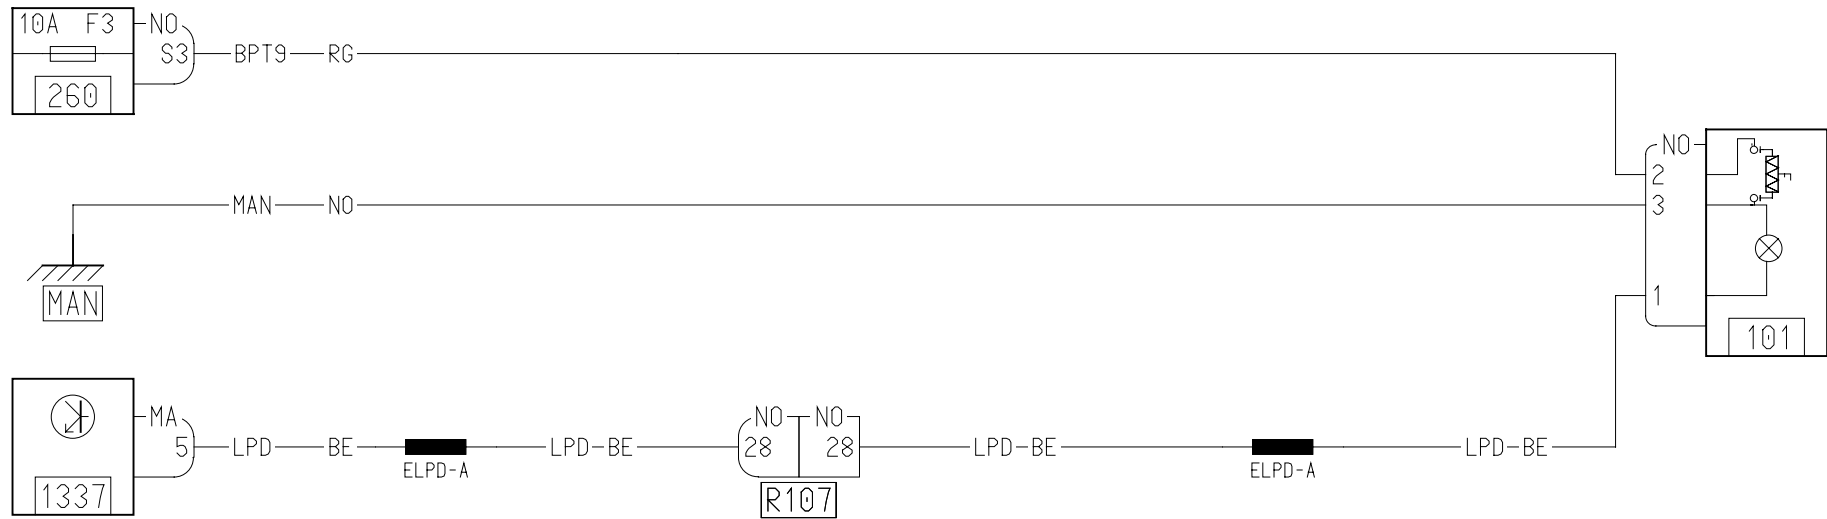 10A F3 NO
S3 BPT9 RG
260
NO
2
MAN NO 3
MAN
1
101
MA NO NO
5 LPD BE LPD-BE 28 28 LPD-BE LPD-BE
ELPD-A ELPD-A
1337 R107